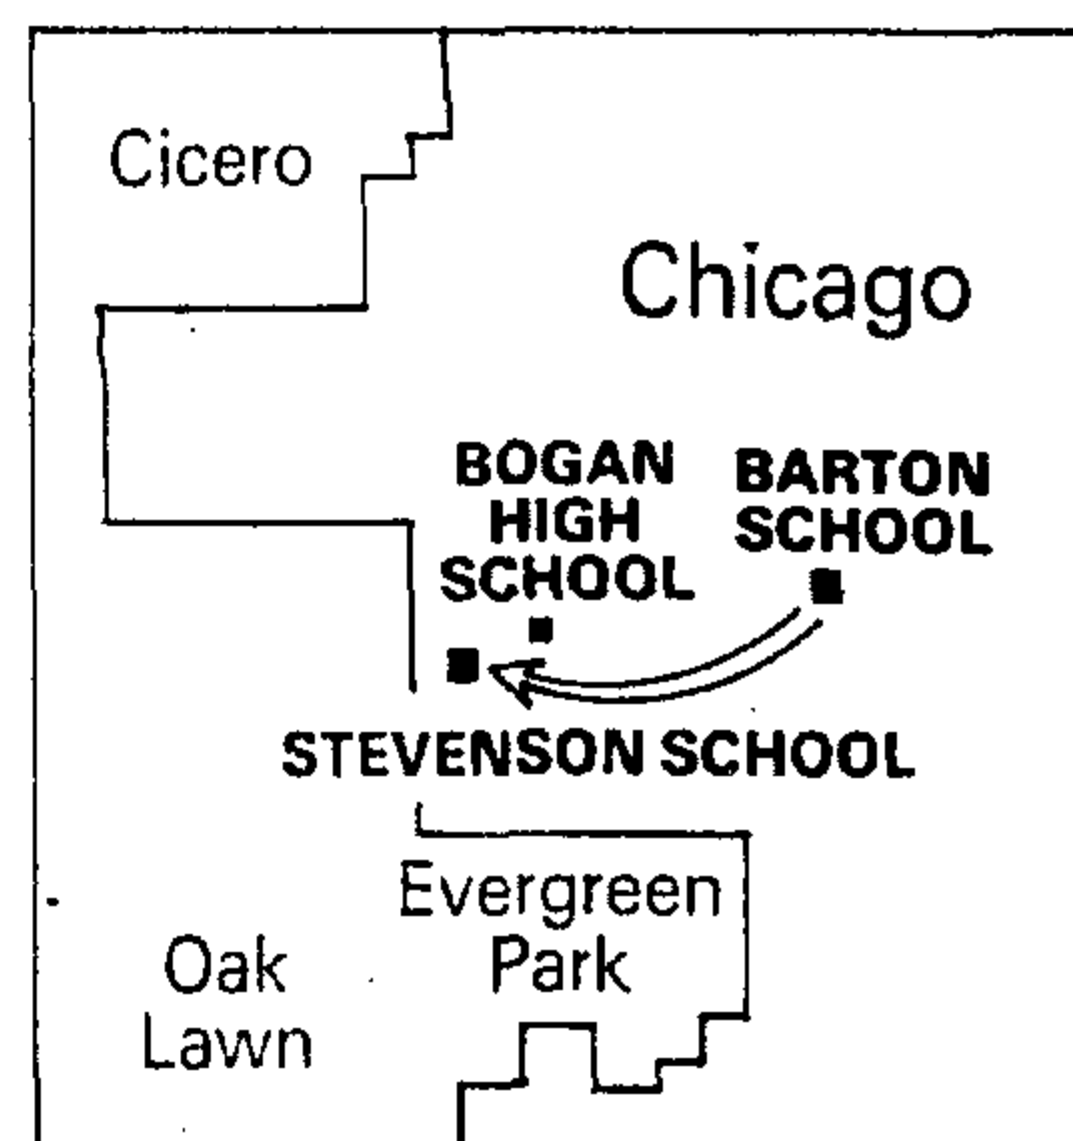 Cicero
Chicago
BOGAN
HIGH
SCHOOL
BARTON
SCHOOL
STEVENSON SCHOOL
Evergreen
Park
Oak
Lawn